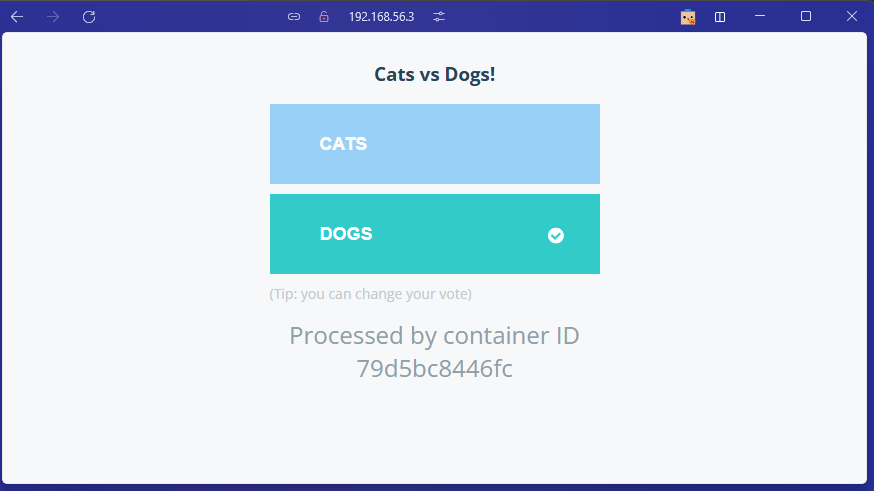 192.168.56.3
Cats vs Dogs!
CATS
DOGS
(Tip: you can change your vote)
Processed by container ID
79d5bc8446fc